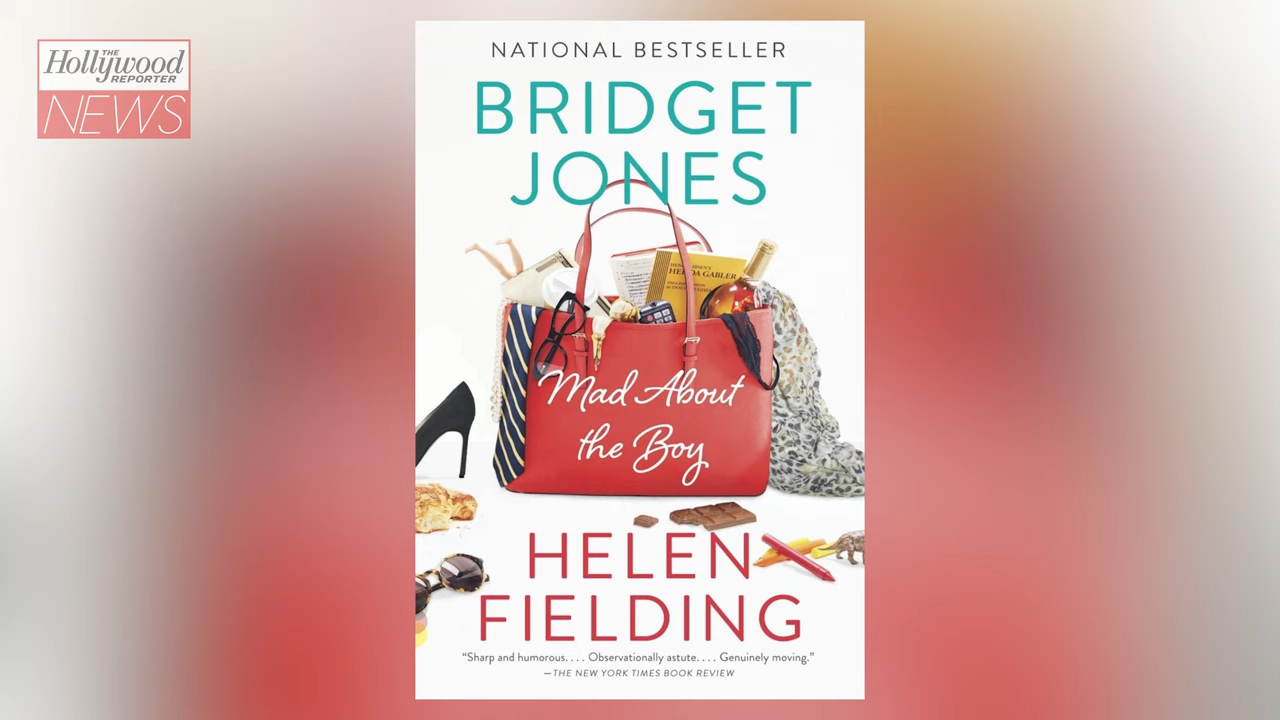 THE
Hollywood
REPORTER
NEWS
NATIONAL BESTSELLER
BRIDGET
JONES
HEDDA GABLER
Mad About
the Boy
HELEN
FIELDING
“Sharp and humorous. . . . Observationally astute. . . . Genuinely moving.”
—THE NEW YORK TIMES BOOK REVIEW